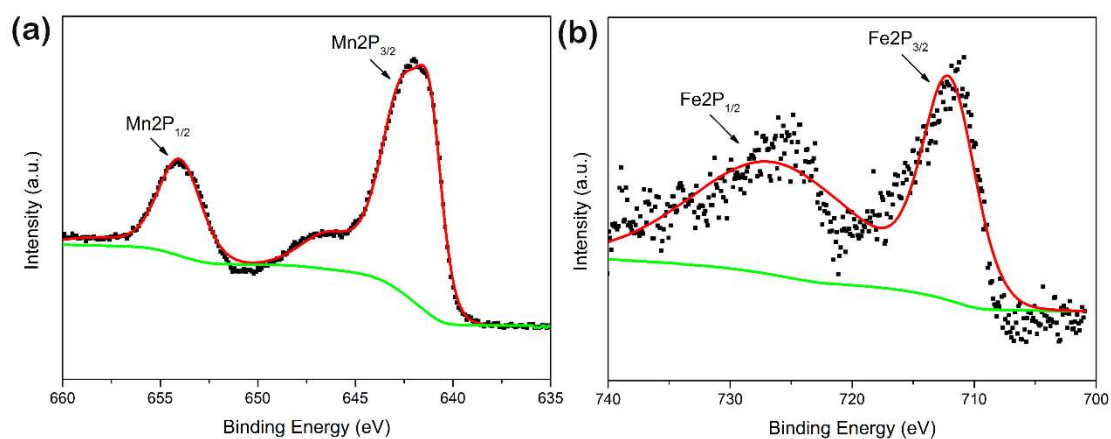 (a)
Mn2P3/2
Mn2P1/2
Intensity (a.u.)
660 655 650 645 640 635
Binding Energy (eV)
(b)
Fe2P3/2
Fe2P1/2
Intensity (a.u.)
740 730 720 710 700
Binding Energy (eV)